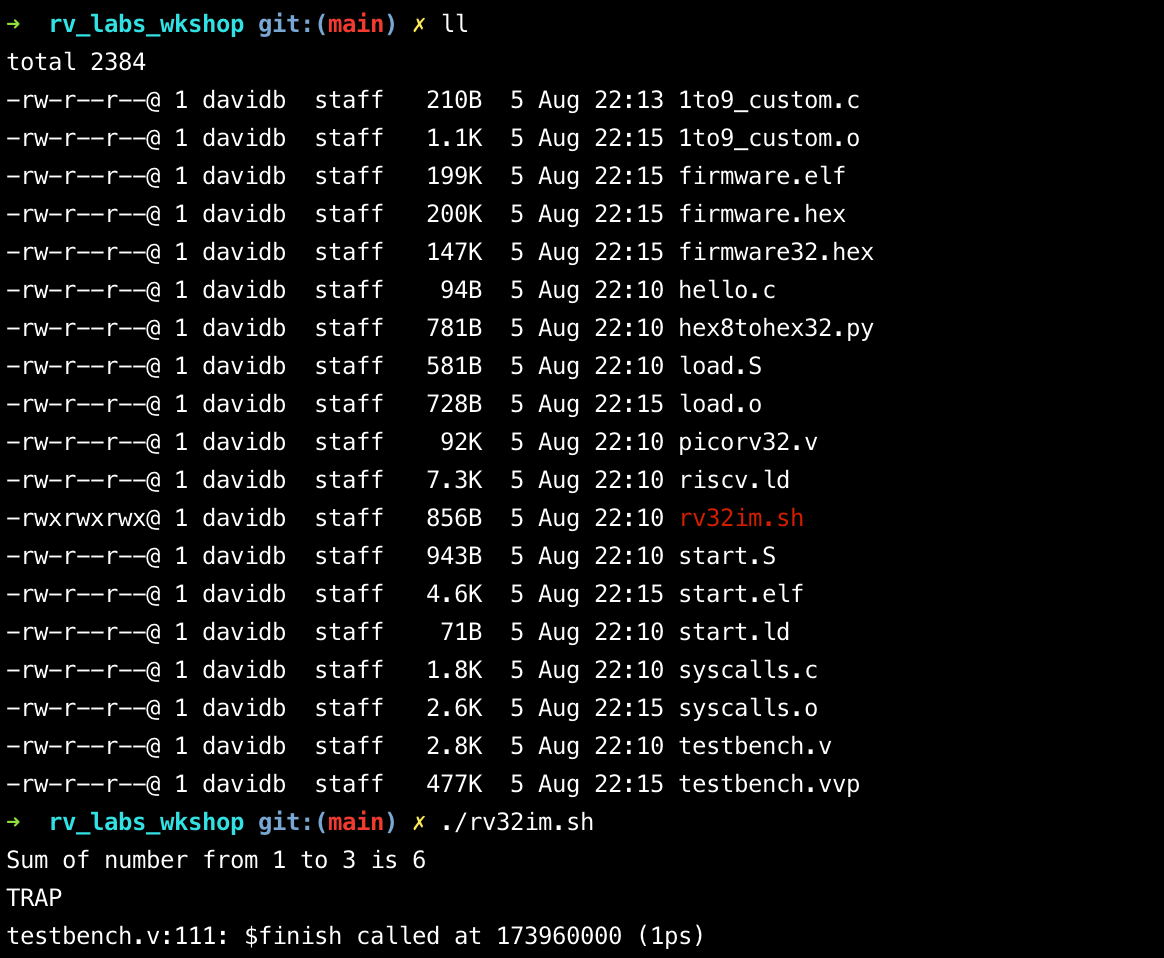 →  rv_labs_wkshop git:(main) ✗ ll
total 2384
-rw-r--r--@ 1 davidb  staff   210B  5 Aug 22:13 1to9_custom.c
-rw-r--r--@ 1 davidb  staff   1.1K  5 Aug 22:15 1to9_custom.o
-rw-r--r--@ 1 davidb  staff   199K  5 Aug 22:15 firmware.elf
-rw-r--r--@ 1 davidb  staff   200K  5 Aug 22:15 firmware.hex
-rw-r--r--@ 1 davidb  staff   147K  5 Aug 22:15 firmware32.hex
-rw-r--r--@ 1 davidb  staff    94B  5 Aug 22:10 hello.c
-rw-r--r--@ 1 davidb  staff   781B  5 Aug 22:10 hex8tohex32.py
-rw-r--r--@ 1 davidb  staff   581B  5 Aug 22:10 load.S
-rw-r--r--@ 1 davidb  staff   728B  5 Aug 22:15 load.o
-rw-r--r--@ 1 davidb  staff    92K  5 Aug 22:10 picorv32.v
-rw-r--r--@ 1 davidb  staff   7.3K  5 Aug 22:10 riscv.ld
-rwxrwxrwx@ 1 davidb  staff   856B  5 Aug 22:10 rv32im.sh
-rw-r--r--@ 1 davidb  staff   943B  5 Aug 22:10 start.S
-rw-r--r--@ 1 davidb  staff   4.6K  5 Aug 22:15 start.elf
-rw-r--r--@ 1 davidb  staff    71B  5 Aug 22:10 start.ld
-rw-r--r--@ 1 davidb  staff   1.8K  5 Aug 22:10 syscalls.c
-rw-r--r--@ 1 davidb  staff   2.6K  5 Aug 22:15 syscalls.o
-rw-r--r--@ 1 davidb  staff   2.8K  5 Aug 22:10 testbench.v
-rw-r--r--@ 1 davidb  staff   477K  5 Aug 22:15 testbench.vvp
→  rv_labs_wkshop git:(main) ✗ ./rv32im.sh
Sum of number from 1 to 3 is 6
TRAP
testbench.v:111: $finish called at 173960000 (1ps)